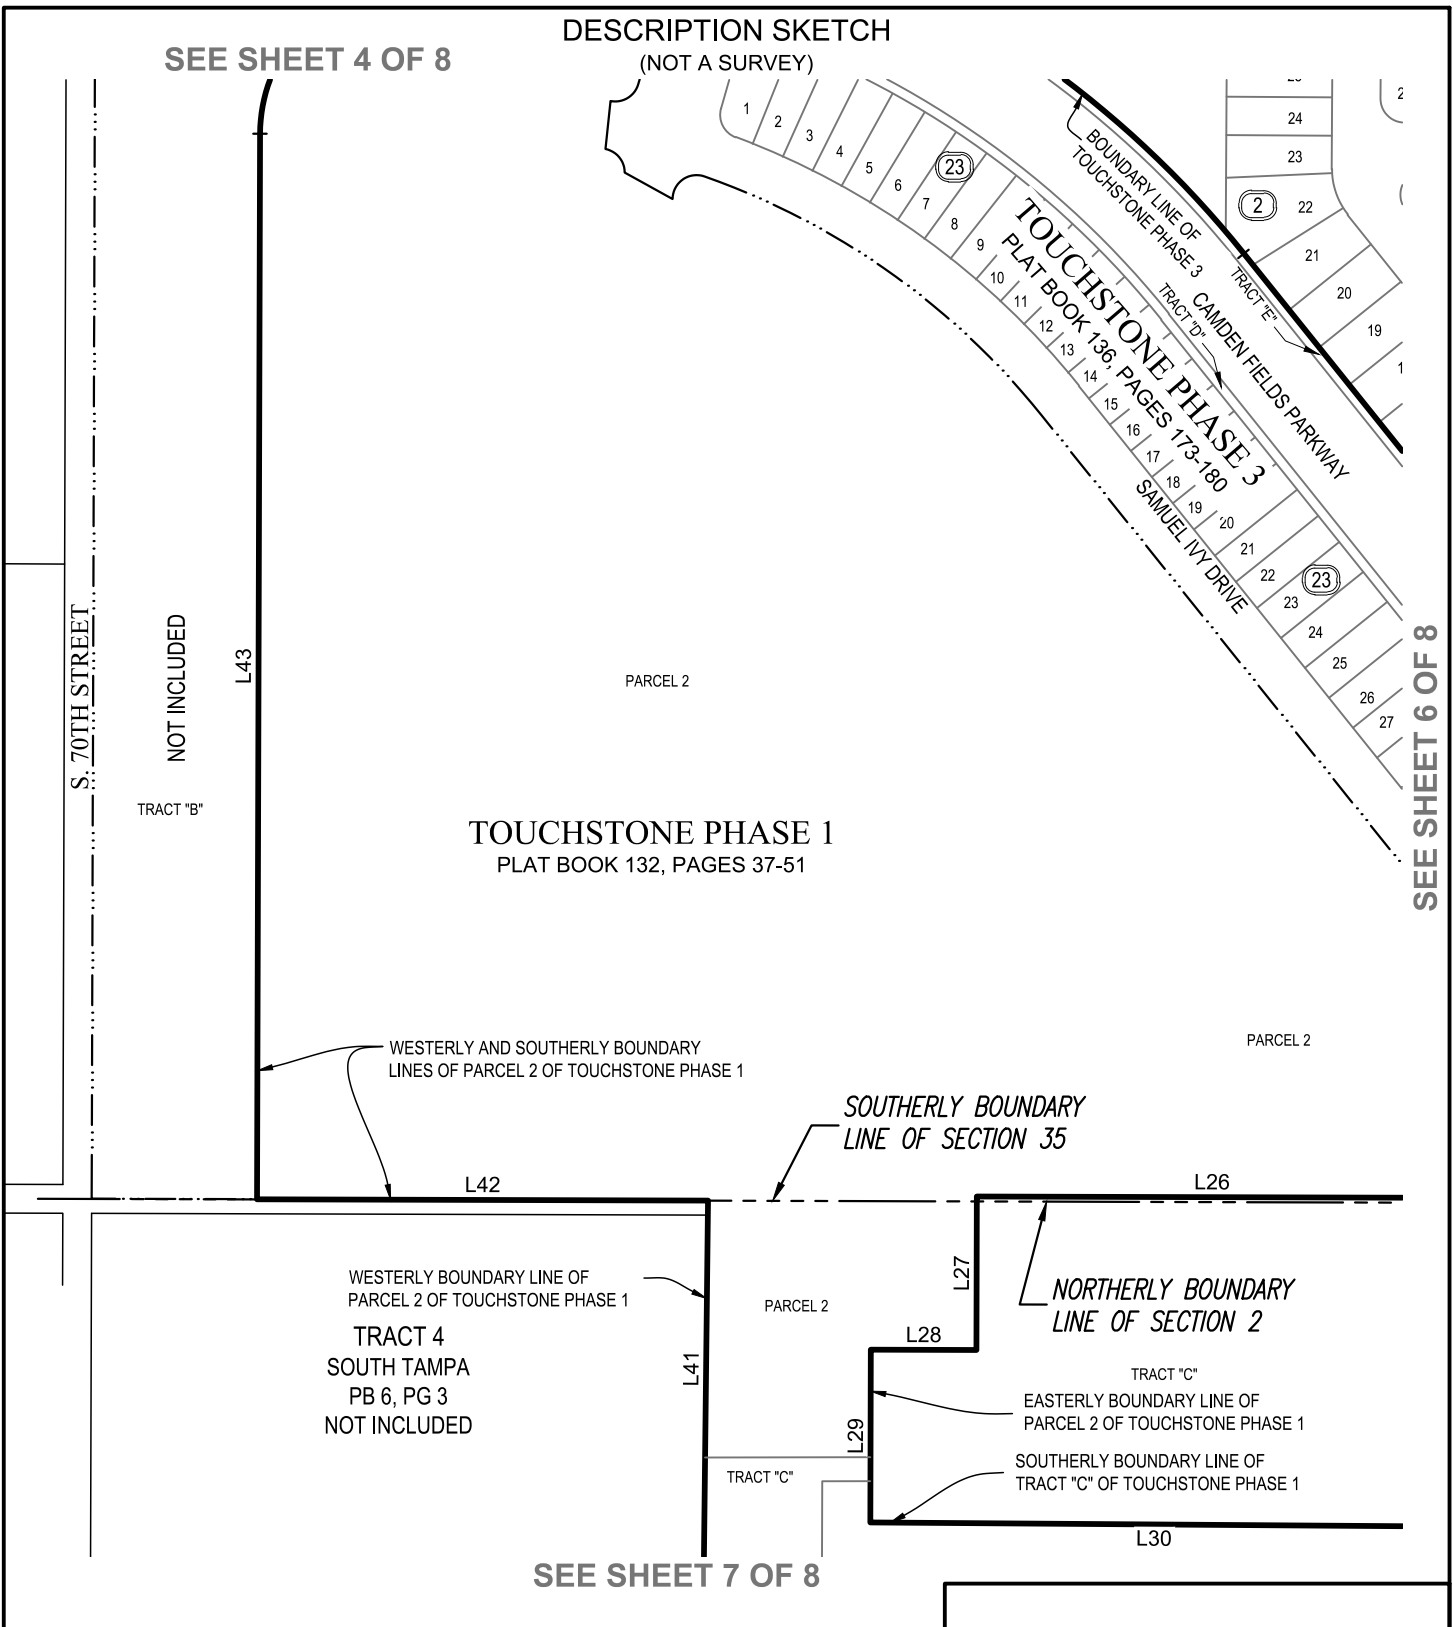 DESCRIPTION SKETCH
(NOT A SURVEY)
SEE SHEET 4 OF 8
1
2
3
4
5
6
7
8
9
10
11
12
13
14
15
16
17
18
19
20
21
22
23
24
25
26
27
23
23
TOUCHSTONE PHASE 3
PLAT BOOK 136, PAGES 173-180
BOUNDARY LINE OF
TOUCHSTONE PHASE 3
TRACT "D"
CAMDEN FIELDS PARKWAY
TRACT "E"
SAMUEL IVY DRIVE
24
23
2
22
21
20
19
SEE SHEET 6 OF 8
S. 70TH STREET
NOT INCLUDED
L43
TRACT "B"
PARCEL 2
TOUCHSTONE PHASE 1
PLAT BOOK 132, PAGES 37-51
PARCEL 2
WESTERLY AND SOUTHERLY BOUNDARY
LINES OF PARCEL 2 OF TOUCHSTONE PHASE 1
SOUTHERLY BOUNDARY
LINE OF SECTION 35
L42
L26
L27
WESTERLY BOUNDARY LINE OF
PARCEL 2 OF TOUCHSTONE PHASE 1
PARCEL 2
NORTHERLY BOUNDARY
LINE OF SECTION 2
TRACT 4
SOUTH TAMPA
PB 6, PG 3
NOT INCLUDED
L28
L41
TRACT "C"
EASTERLY BOUNDARY LINE OF
PARCEL 2 OF TOUCHSTONE PHASE 1
L29
SOUTHERLY BOUNDARY LINE OF
TRACT "C" OF TOUCHSTONE PHASE 1
TRACT "C"
L30
SEE SHEET 7 OF 8